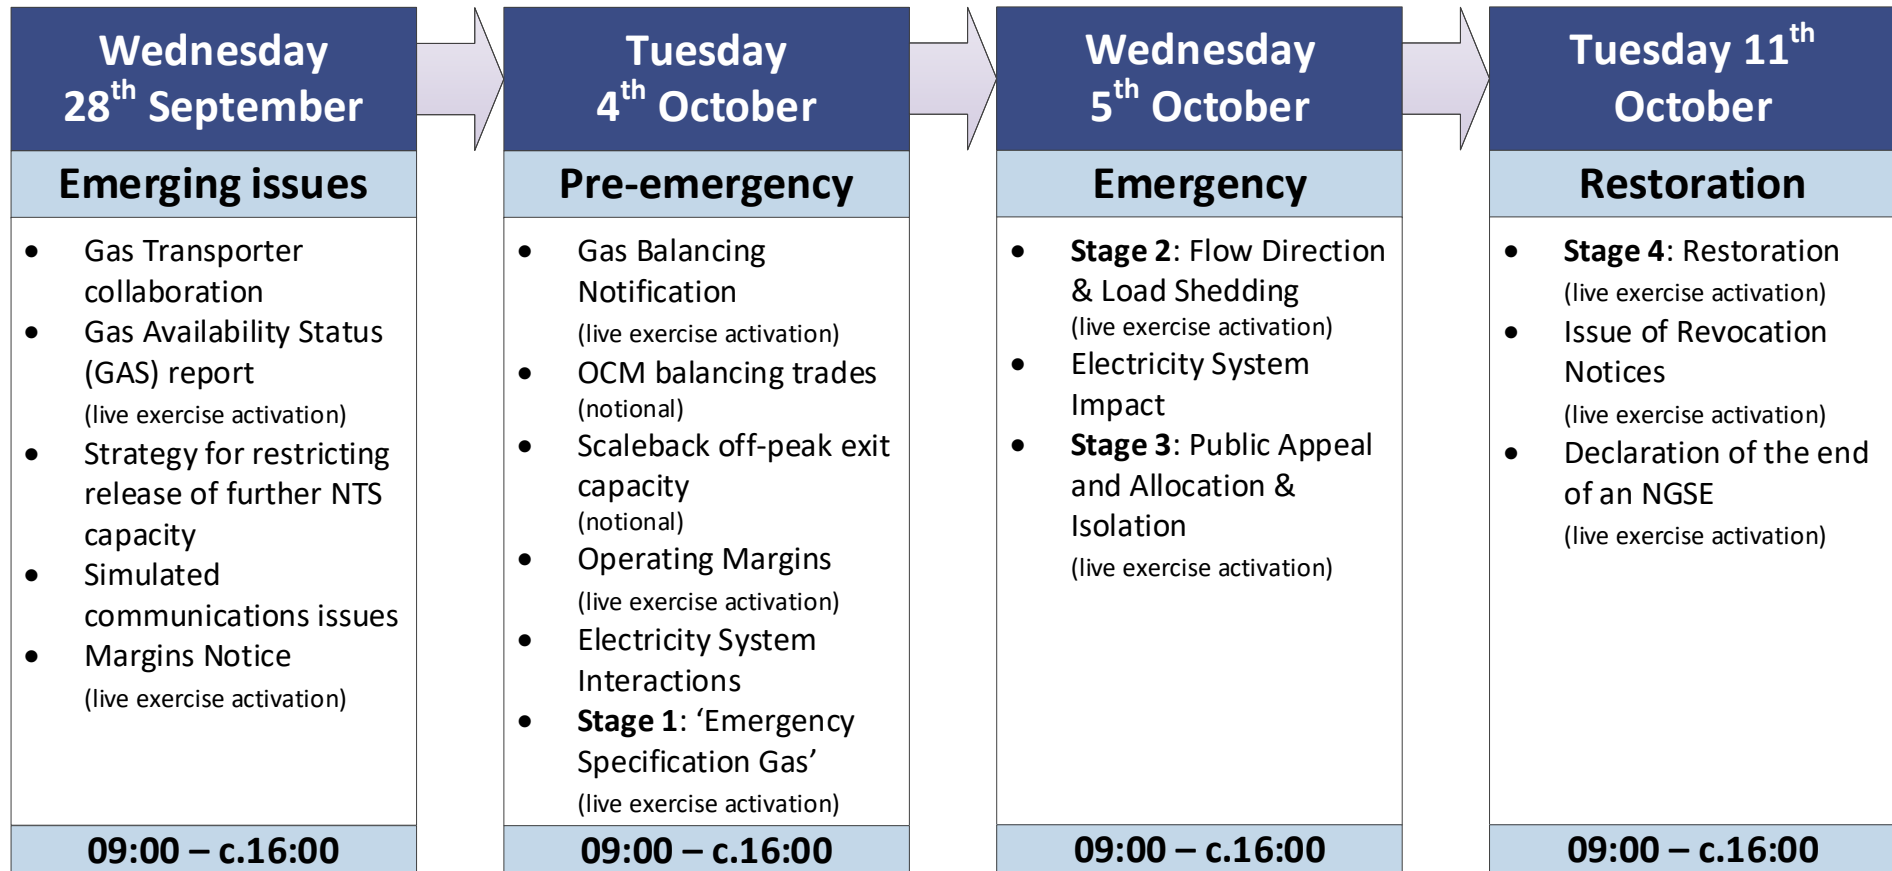 Wednesday
28th September
Emerging issues
• Gas Transporter
collaboration
• Gas Availability Status
(GAS) report
(live exercise activation)
• Strategy for restricting
release of further NTS
capacity
• Simulated
communications issues
• Margins Notice
(live exercise activation)
09:00 – c.16:00
Tuesday
4th October
Pre-emergency
• Gas Balancing
Notification
(live exercise activation)
• OCM balancing trades
(notional)
• Scaleback off-peak exit
capacity
(notional)
• Operating Margins
(live exercise activation)
• Electricity System
Interactions
• Stage 1: ‘Emergency
Specification Gas’
(live exercise activation)
09:00 – c.16:00
Wednesday
5th October
Emergency
• Stage 2: Flow Direction
& Load Shedding
(live exercise activation)
• Electricity System
Impact
• Stage 3: Public Appeal
and Allocation &
Isolation
(live exercise activation)
09:00 – c.16:00
Tuesday 11th
October
Restoration
• Stage 4: Restoration
(live exercise activation)
• Issue of Revocation
Notices
(live exercise activation)
• Declaration of the end
of an NGSE
(live exercise activation)
09:00 – c.16:00